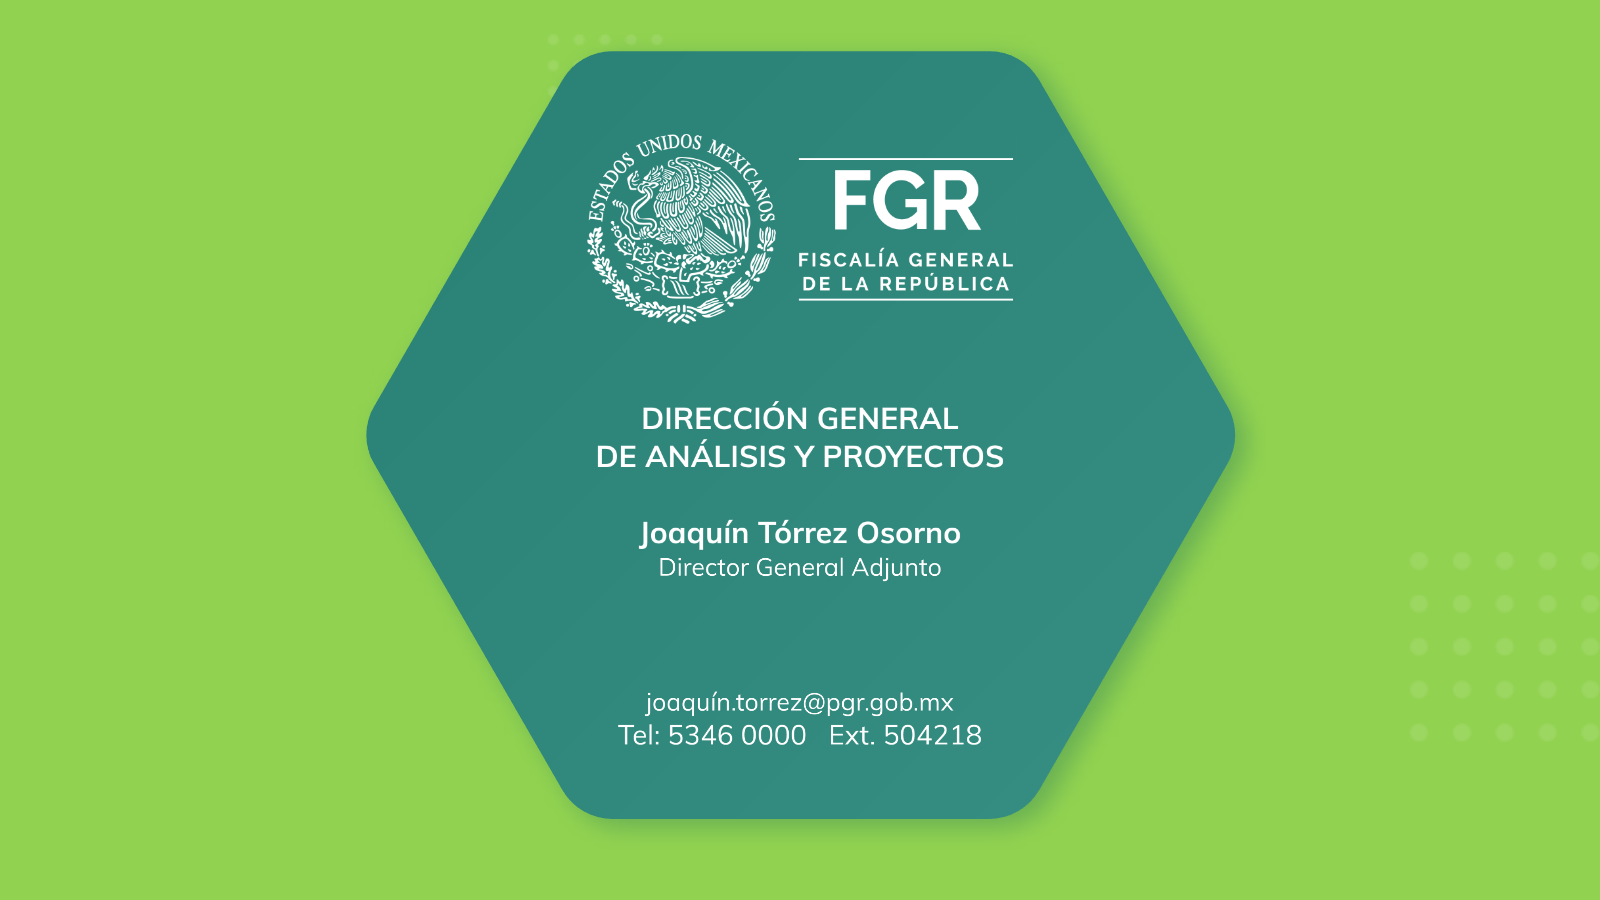 ESTADOS UNIDOS MEXICANOS
FGR
FISCALÍA GENERAL
DE LA REPÚBLICA
DIRECCIÓN GENERAL
DE ANÁLISIS Y PROYECTOS
Joaquín Tórrez Osorno
Director General Adjunto
joaquín.torrez@pgr.gob.mx
Tel: 5346 0000 Ext. 504218